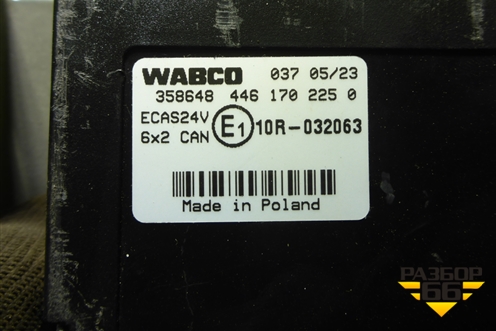 WABCO 037 05/23
358648 446 170 225 0
ECAS24V
6x2 CAN E1 10R-032063
Made in Poland
РАЗБОР
66